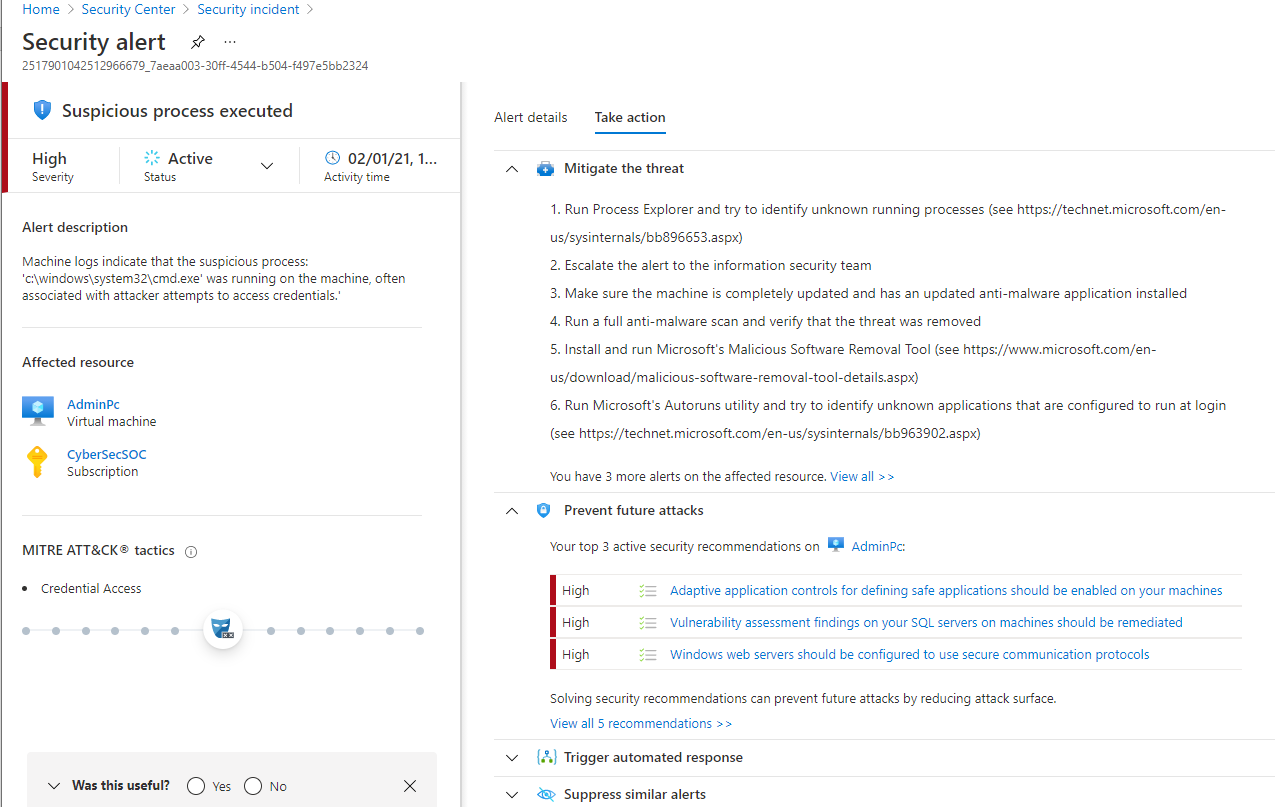 Home > Security Center > Security incident >
Security alert ...
2517901042512966679_7aeaa003-30ff-4544-b504-f497e5bb2324
Suspicious process executed
High
Severity
Active
Status
02/01/21, 1...
Activity time
Alert description
Machine logs indicate that the suspicious process:
'c:\windows\system32\cmd.exe' was running on the machine, often
associated with attacker attempts to access credentials.'
Affected resource
AdminPc
Virtual machine
CyberSecSOC
Subscription
MITRE ATT&CK® tactics
• Credential Access
Was this useful? Yes No
Alert details Take action
Mitigate the threat
1. Run Process Explorer and try to identify unknown running processes (see https://technet.microsoft.com/en-
us/sysinternals/bb896653.aspx)
2. Escalate the alert to the information security team
3. Make sure the machine is completely updated and has an updated anti-malware application installed
4. Run a full anti-malware scan and verify that the threat was removed
5. Install and run Microsoft's Malicious Software Removal Tool (see https://www.microsoft.com/en-
us/download/malicious-software-removal-tool-details.aspx)
6. Run Microsoft's Autoruns utility and try to identify unknown applications that are configured to run at login
(see https://technet.microsoft.com/en-us/sysinternals/bb963902.aspx)
You have 3 more alerts on the affected resource. View all >>
Prevent future attacks
Your top 3 active security recommendations on AdminPc:
High Adaptive application controls for defining safe applications should be enabled on your machines
High Vulnerability assessment findings on your SQL servers on machines should be remediated
High Windows web servers should be configured to use secure communication protocols
Solving security recommendations can prevent future attacks by reducing attack surface.
View all 5 recommendations >>
Trigger automated response
Suppress similar alerts